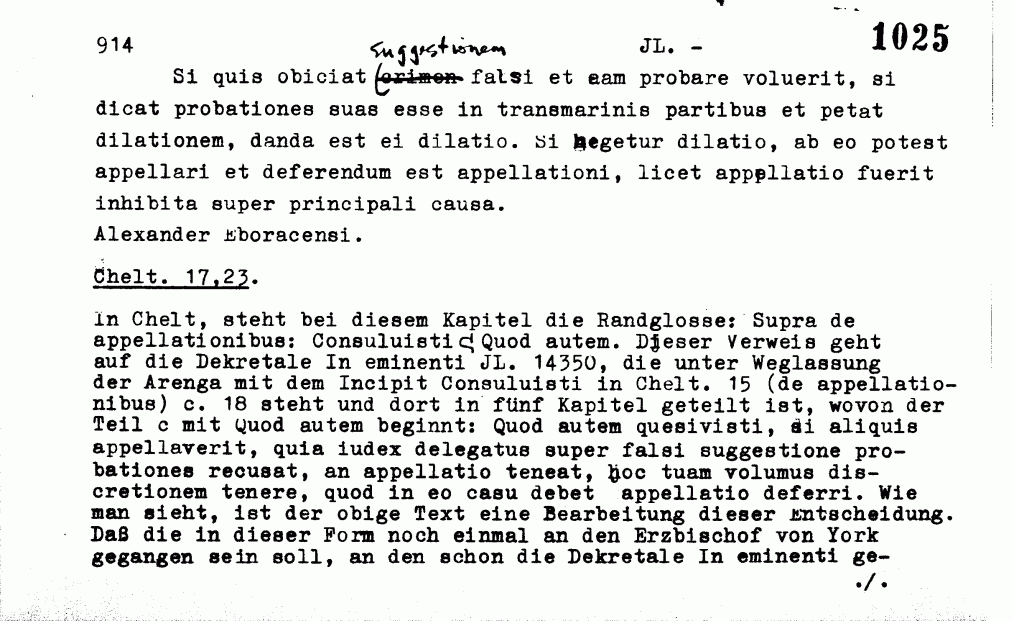 914 JL. - 1025
suggestionem
Si quis obiciat (crimen falsi et eam probare voluerit, si
dicat probationes suas esse in transmarinis partibus et petat
dilationem, danda est ei dilatio. Si negetur dilatio, ab eo potest
appellari et deferendum est appellationi, licet appellatio fuerit
inhibita super principali causa.
Alexander Eboracensi.
Chelt. 17,23.
In Chelt, steht bei diesem Kapitel die Randglosse: Supra de
appellationibus: Consuluisti Quod autem. Dieser Verweis geht
auf die Dekretale In eminenti JL. 14350, die unter Weglassung
der Arenga mit dem Incipit Consuluisti in Chelt. 15 (de appellatio-
nibus) c. 18 steht und dort in fünf Kapitel geteilt ist, wovon der
Teil c mit Quod autem beginnt: Quod autem quesivisti, si aliquis
appellaverit, quia iudex delegatus super falsi suggestione pro-
bationes recusat, an appellatio teneat, hoc tuam volumus dis-
cretionem tenere, quod in eo casu debet appellatio deferri. Wie
man sieht, ist der obige Text eine Bearbeitung dieser Entscheidung.
Daß die in dieser Form noch einmal an den Erzbischof von York
gegangen sein soll, an den schon die Dekretale In eminenti ge-
./.